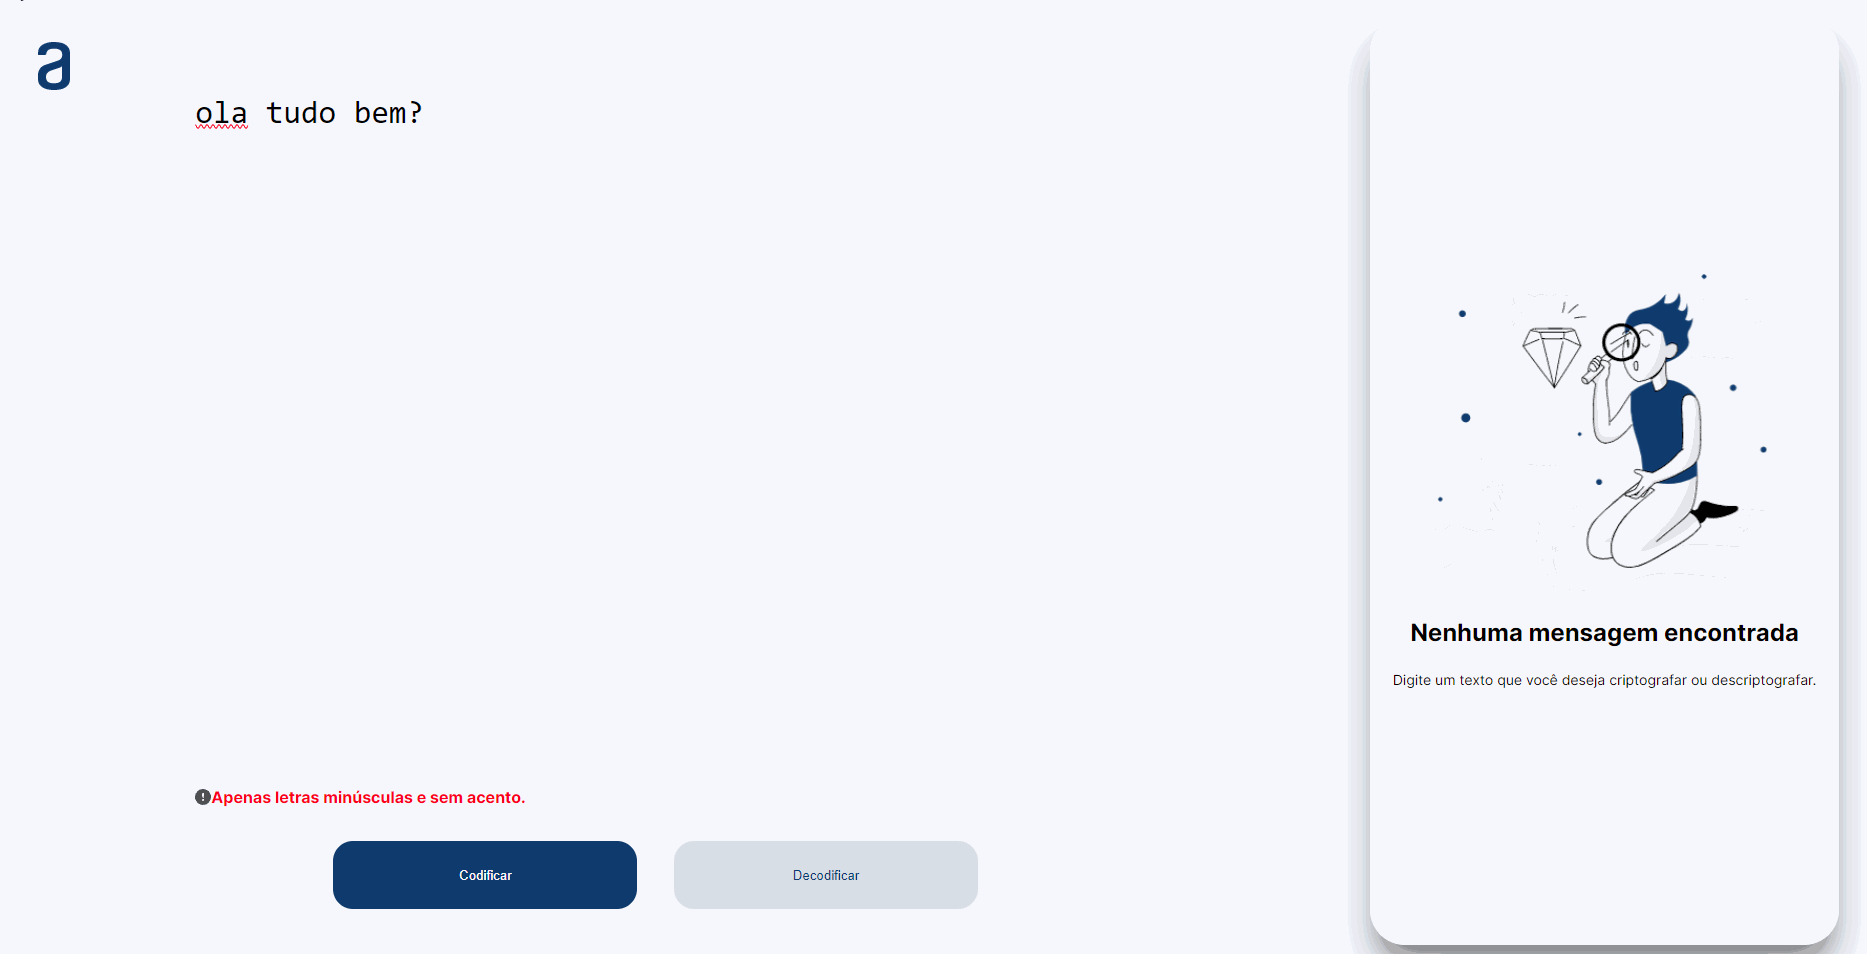 a
ola tudo bem?
Apenas letras minúsculas e sem acento.
Codificar
Decodificar
Nenhuma mensagem encontrada
Digite um texto que você deseja criptografar ou descriptografar.